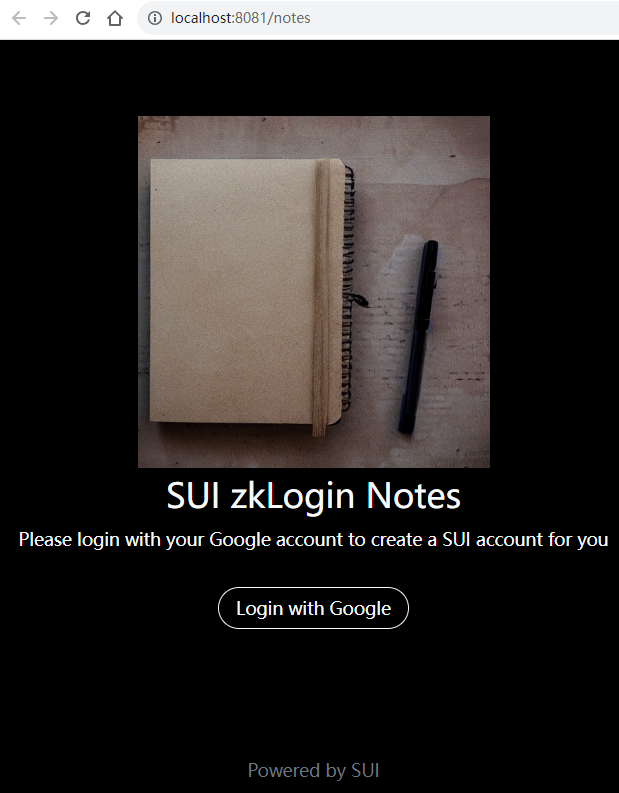 localhost:8081/notes
SUI zkLogin Notes
Please login with your Google account to create a SUI account for you
Login with Google
Powered by SUI